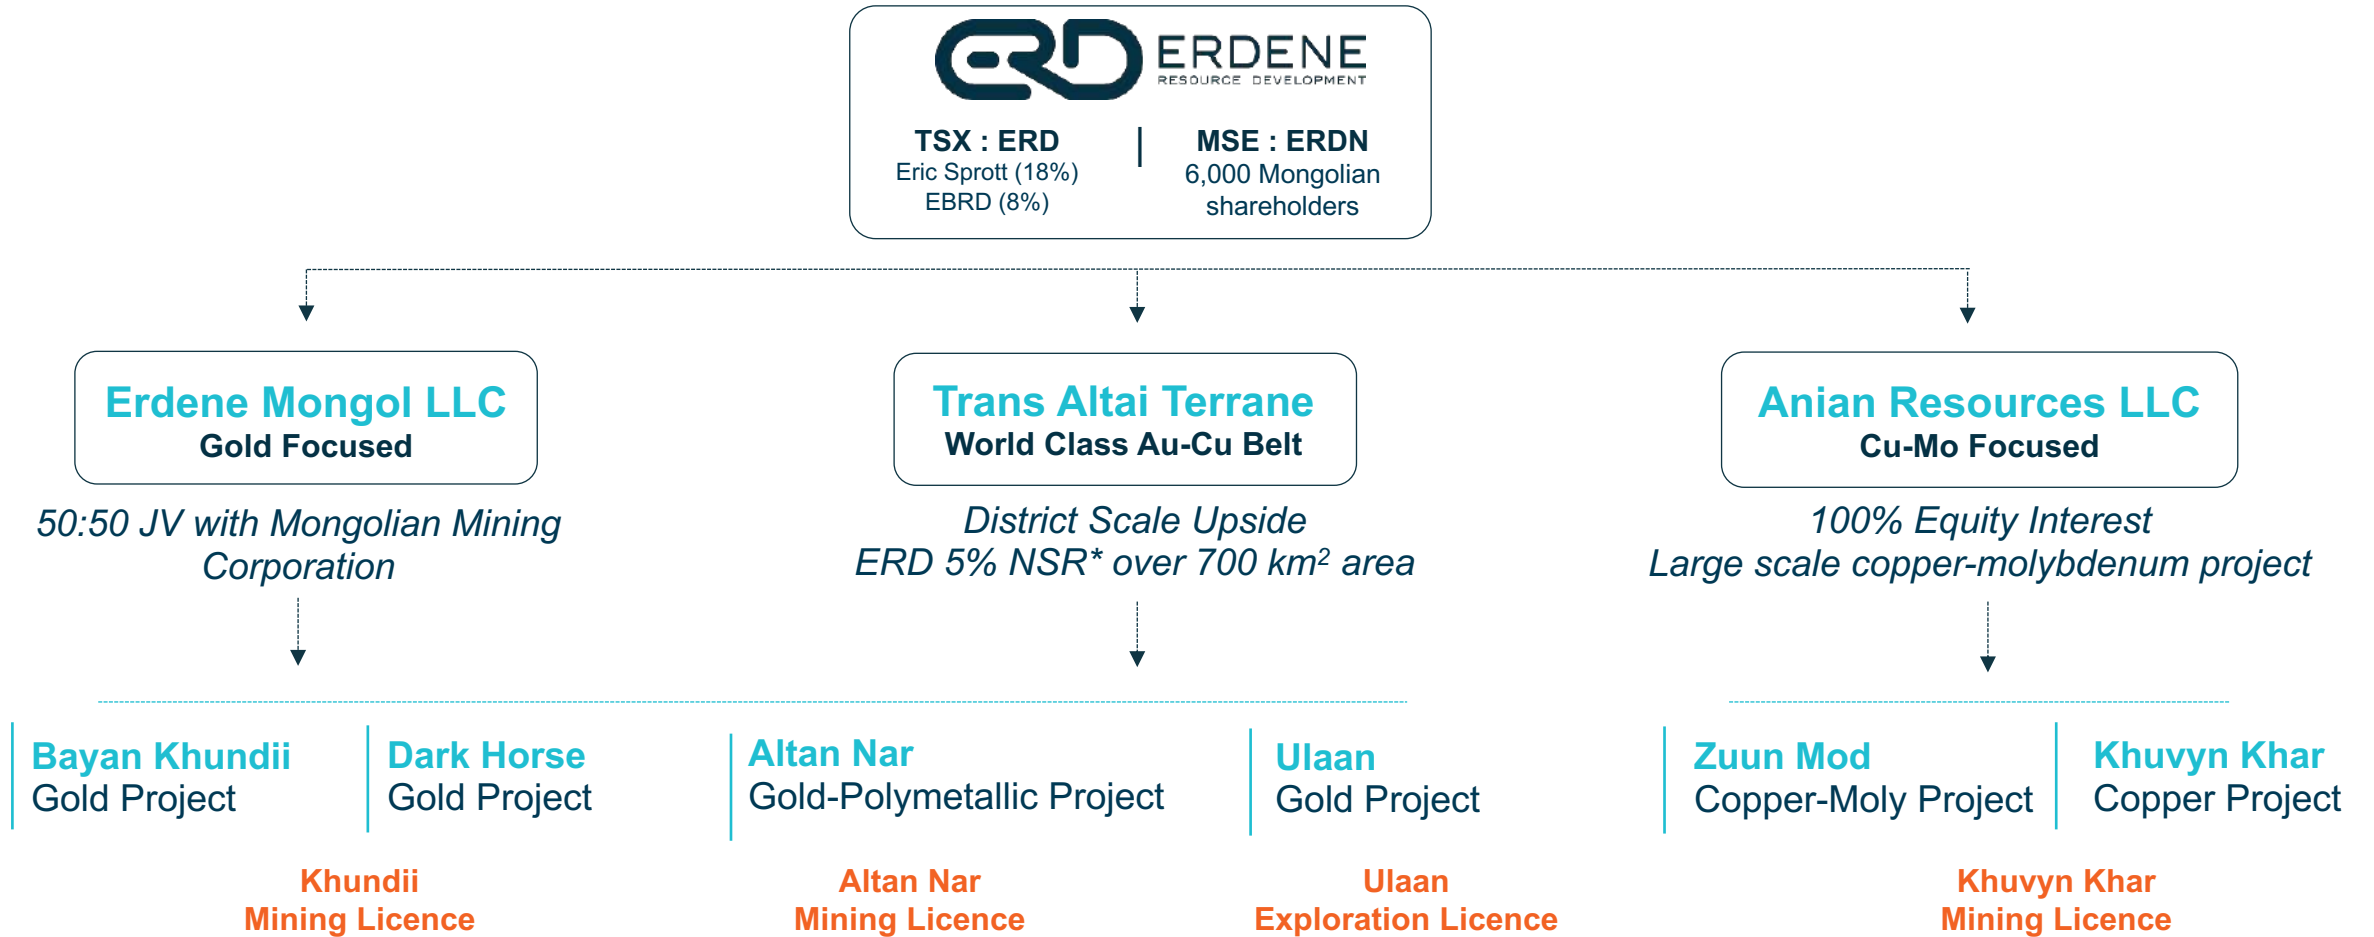 ERD ERDENE
RESOURCE DEVELOPMENT
TSX : ERD | MSE : ERDN
Eric Sprott (18%)
EBRD (8%)
6,000 Mongolian
shareholders
Erdene Mongol LLC
Gold Focused
50:50 JV with Mongolian Mining
Corporation
Trans Altai Terrane
World Class Au-Cu Belt
District Scale Upside
ERD 5% NSR* over 700 km² area
Anian Resources LLC
Cu-Mo Focused
100% Equity Interest
Large scale copper-molybdenum project
Bayan Khundii
Gold Project
Dark Horse
Gold Project
Altan Nar
Gold-Polymetallic Project
Ulaan
Gold Project
Zuun Mod
Copper-Moly Project
Khuvyn Khar
Copper Project
Khundii
Mining Licence
Altan Nar
Mining Licence
Ulaan
Exploration Licence
Khuvyn Khar
Mining Licence